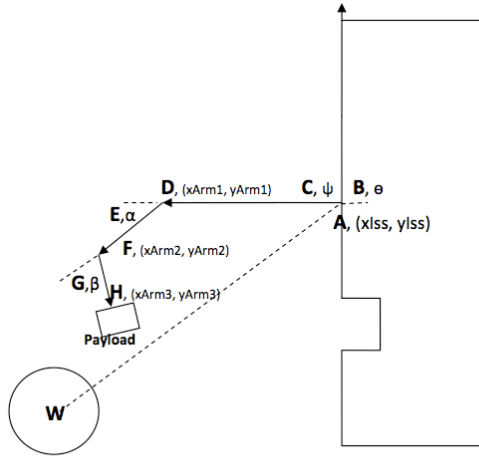 D, (xArm1, yArm1)
C, ψ
B, ɵ
E,α
A, (xIss, yIss)
F, (xArm2, yArm2)
G,β
H, (xArm3, yArm3)
Payload
W